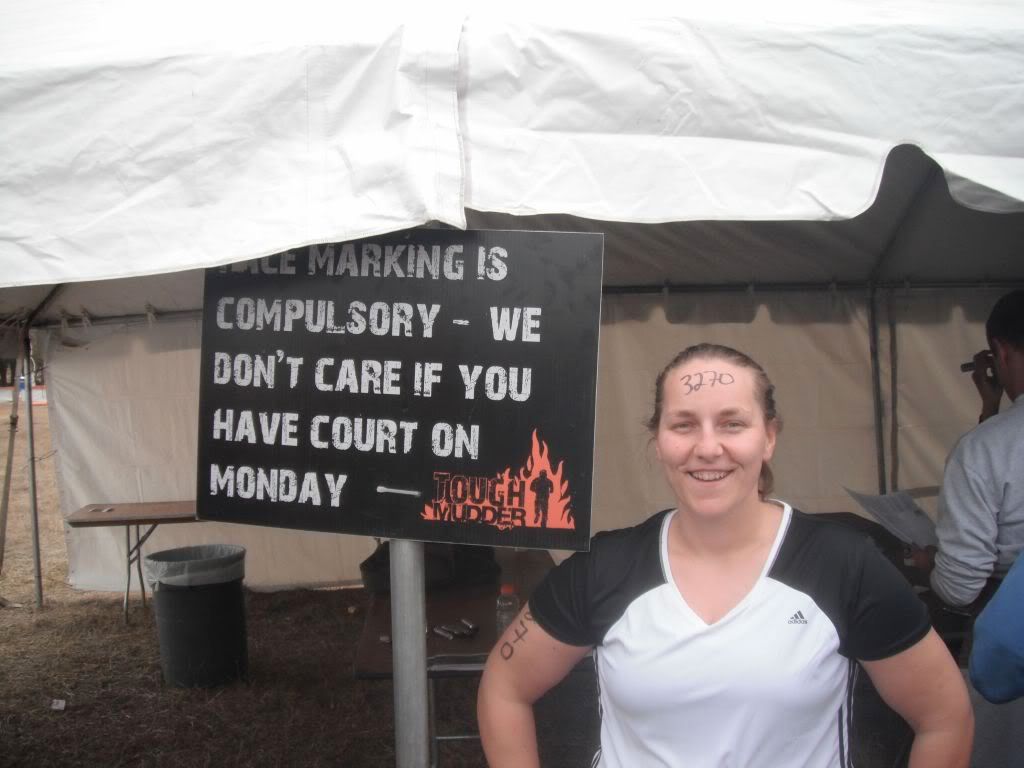 MARKING IS
COMPULSORY - WE
DON'T CARE IF YOU
HAVE COURT ON
MONDAY
TOUGH
MUDDER
3270
adidas